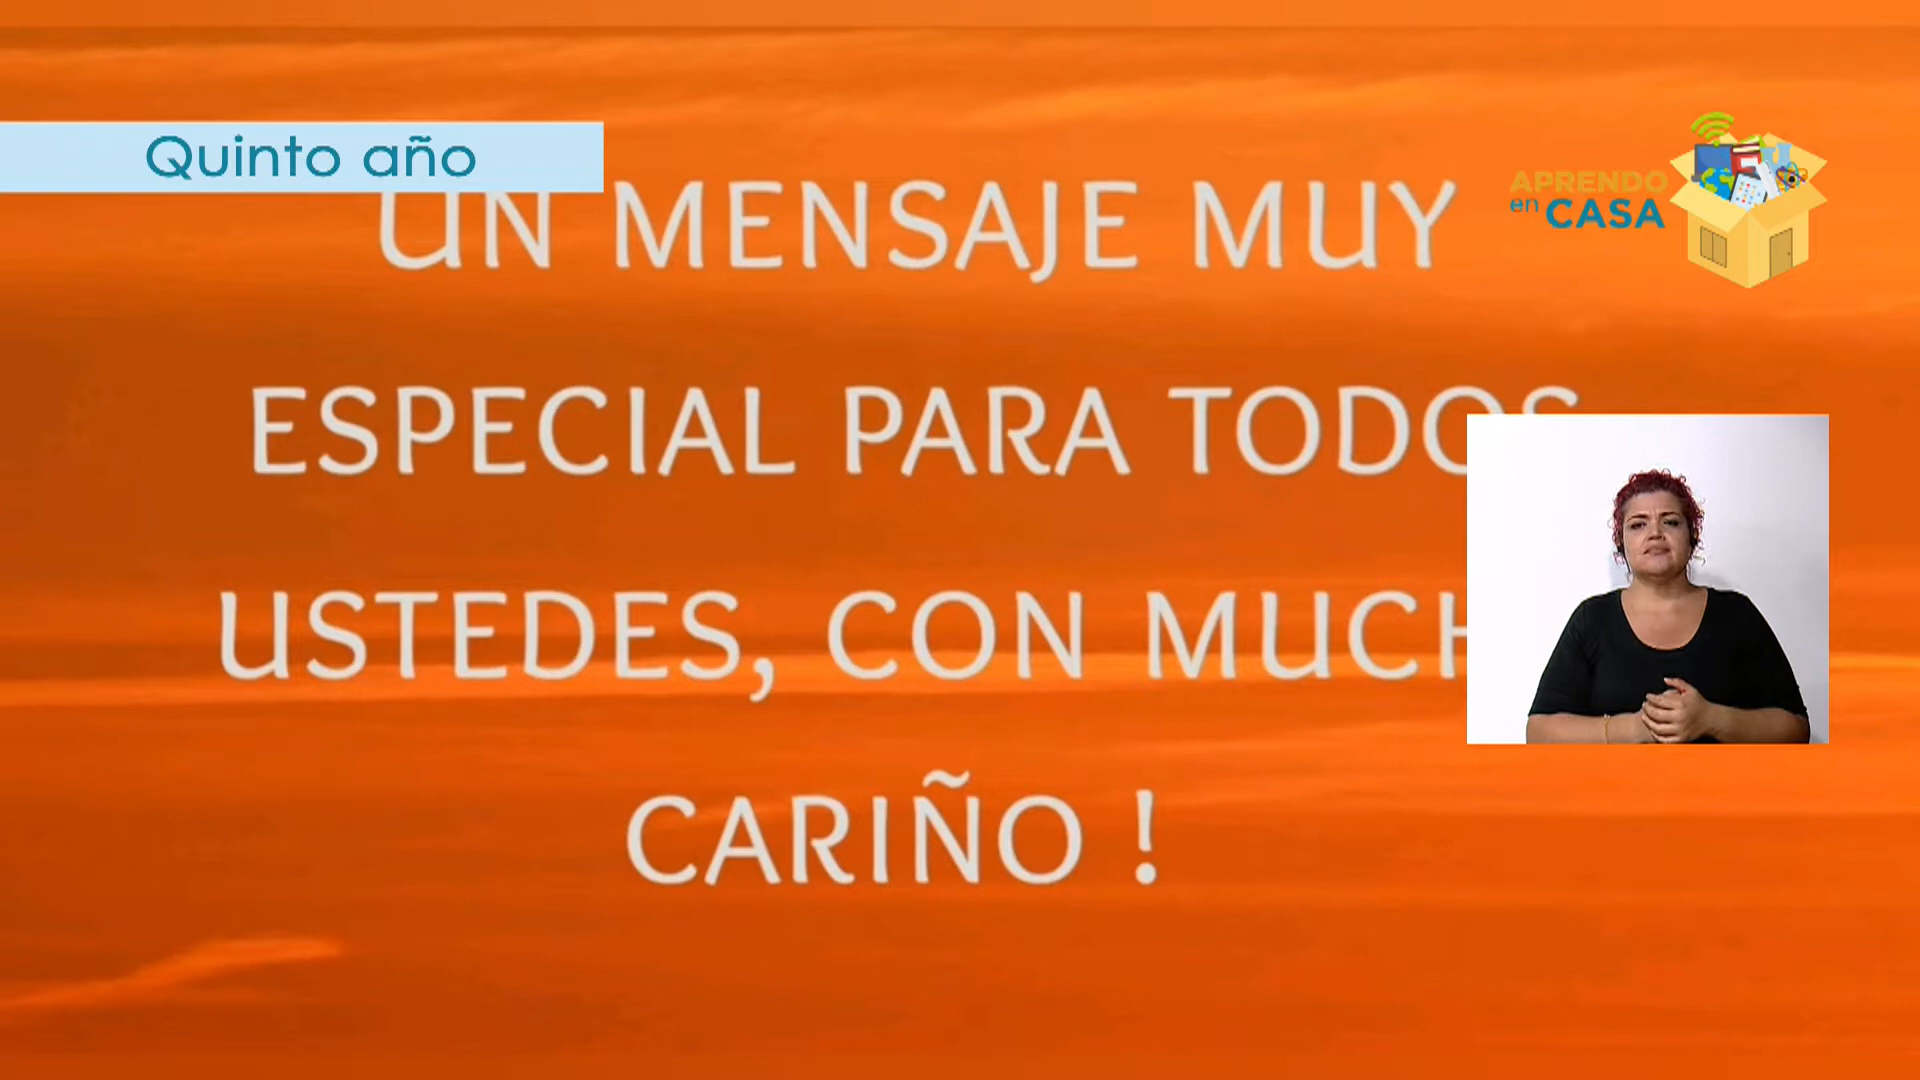 Quinto año
APRENDO
en CASA
UN MENSAJE MUY
ESPECIAL PARA TODOS
USTEDES, CON MUCH
CARIÑO !